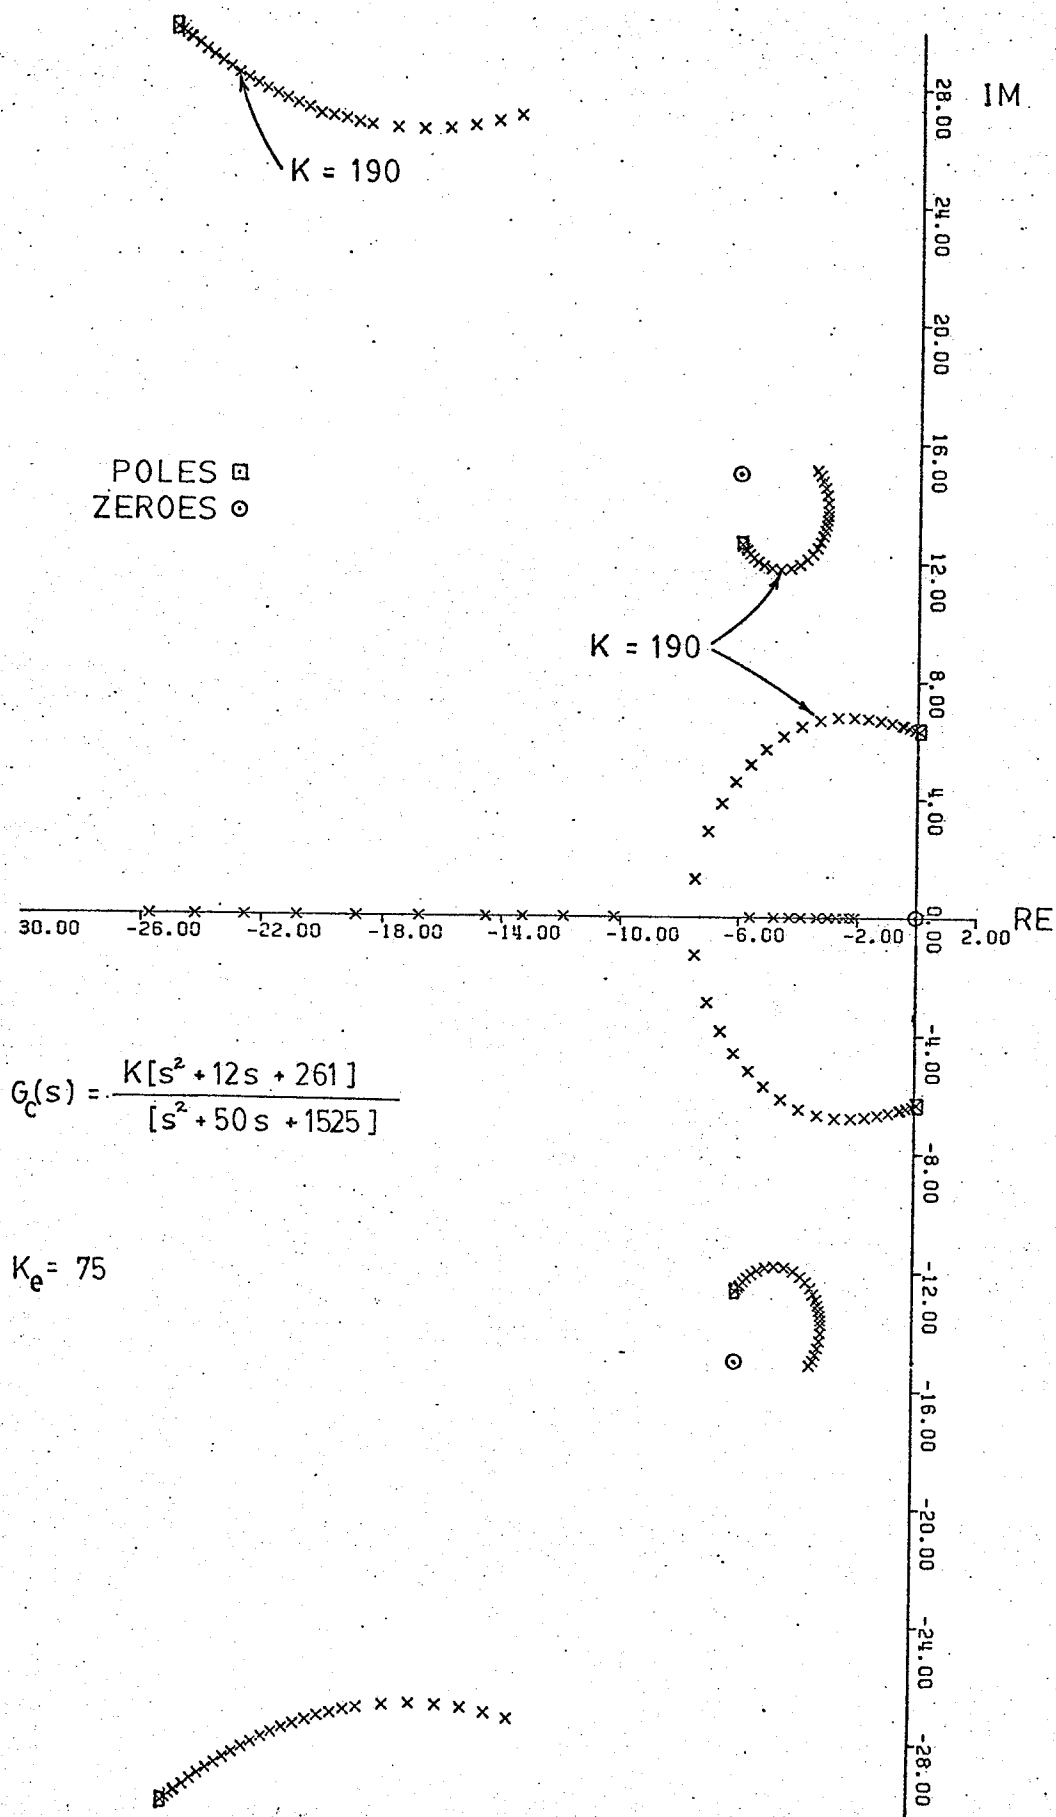 IM
28.00
K = 190
24.00
20.00
16.00
POLES
ZEROES
12.00
K = 190
8.00
4.00
0.00
30.00 -26.00 -22.00 -18.00 -14.00 -10.00 -6.00 -2.00 2.00 RE
-4.00
G_c(s) = K[s² + 12s + 261] / [s² + 50s + 1525]
-8.00
K_e = 75
-12.00
-16.00
-20.00
-24.00
-28.00